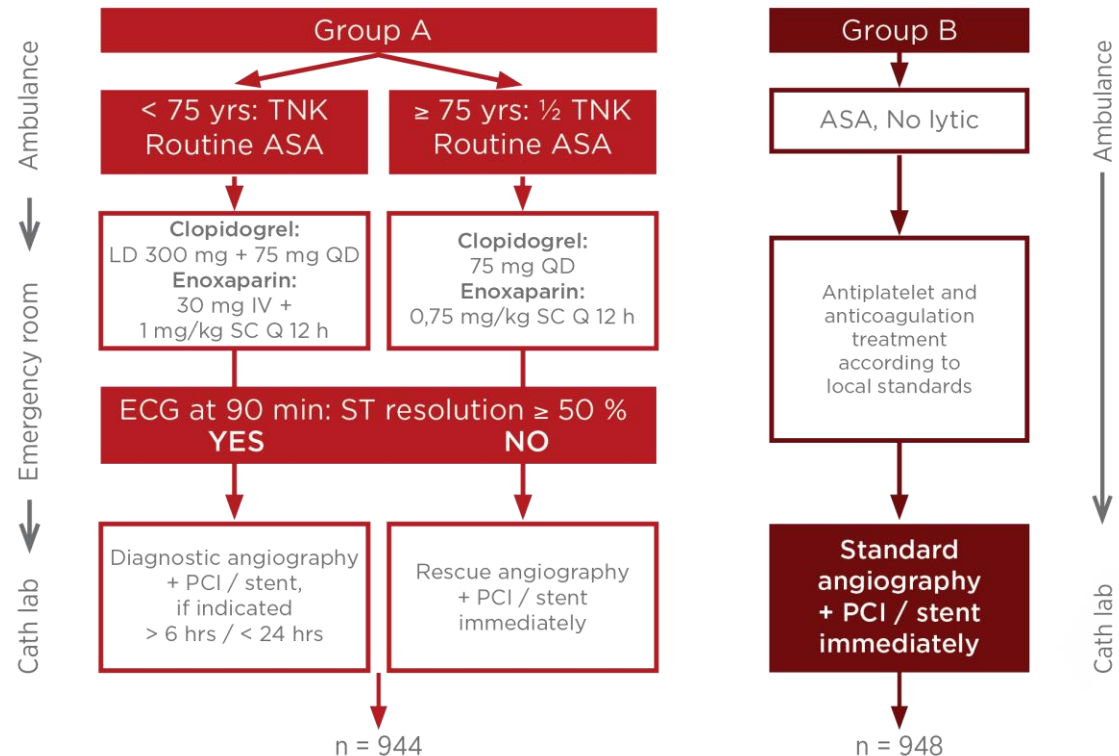 Group A
< 75 yrs: TNK
Routine ASA
≥ 75 yrs: ½ TNK
Routine ASA
Clopidogrel:
LD 300 mg + 75 mg QD
Enoxaparin:
30 mg IV +
1 mg/kg SC Q 12 h
Clopidogrel:
75 mg QD
Enoxaparin:
0,75 mg/kg SC Q 12 h
ECG at 90 min: ST resolution ≥ 50 %
YES NO
Diagnostic angiography
+ PCI / stent,
if indicated
> 6 hrs / < 24 hrs
Rescue angiography
+ PCI / stent
immediately
n = 944
Group B
ASA, No lytic
Antiplatelet and
anticoagulation
treatment
according to
local standards
Standard
angiography
+ PCI / stent
immediately
n = 948
Ambulance
Emergency room
Cath lab
Ambulance
Cath lab